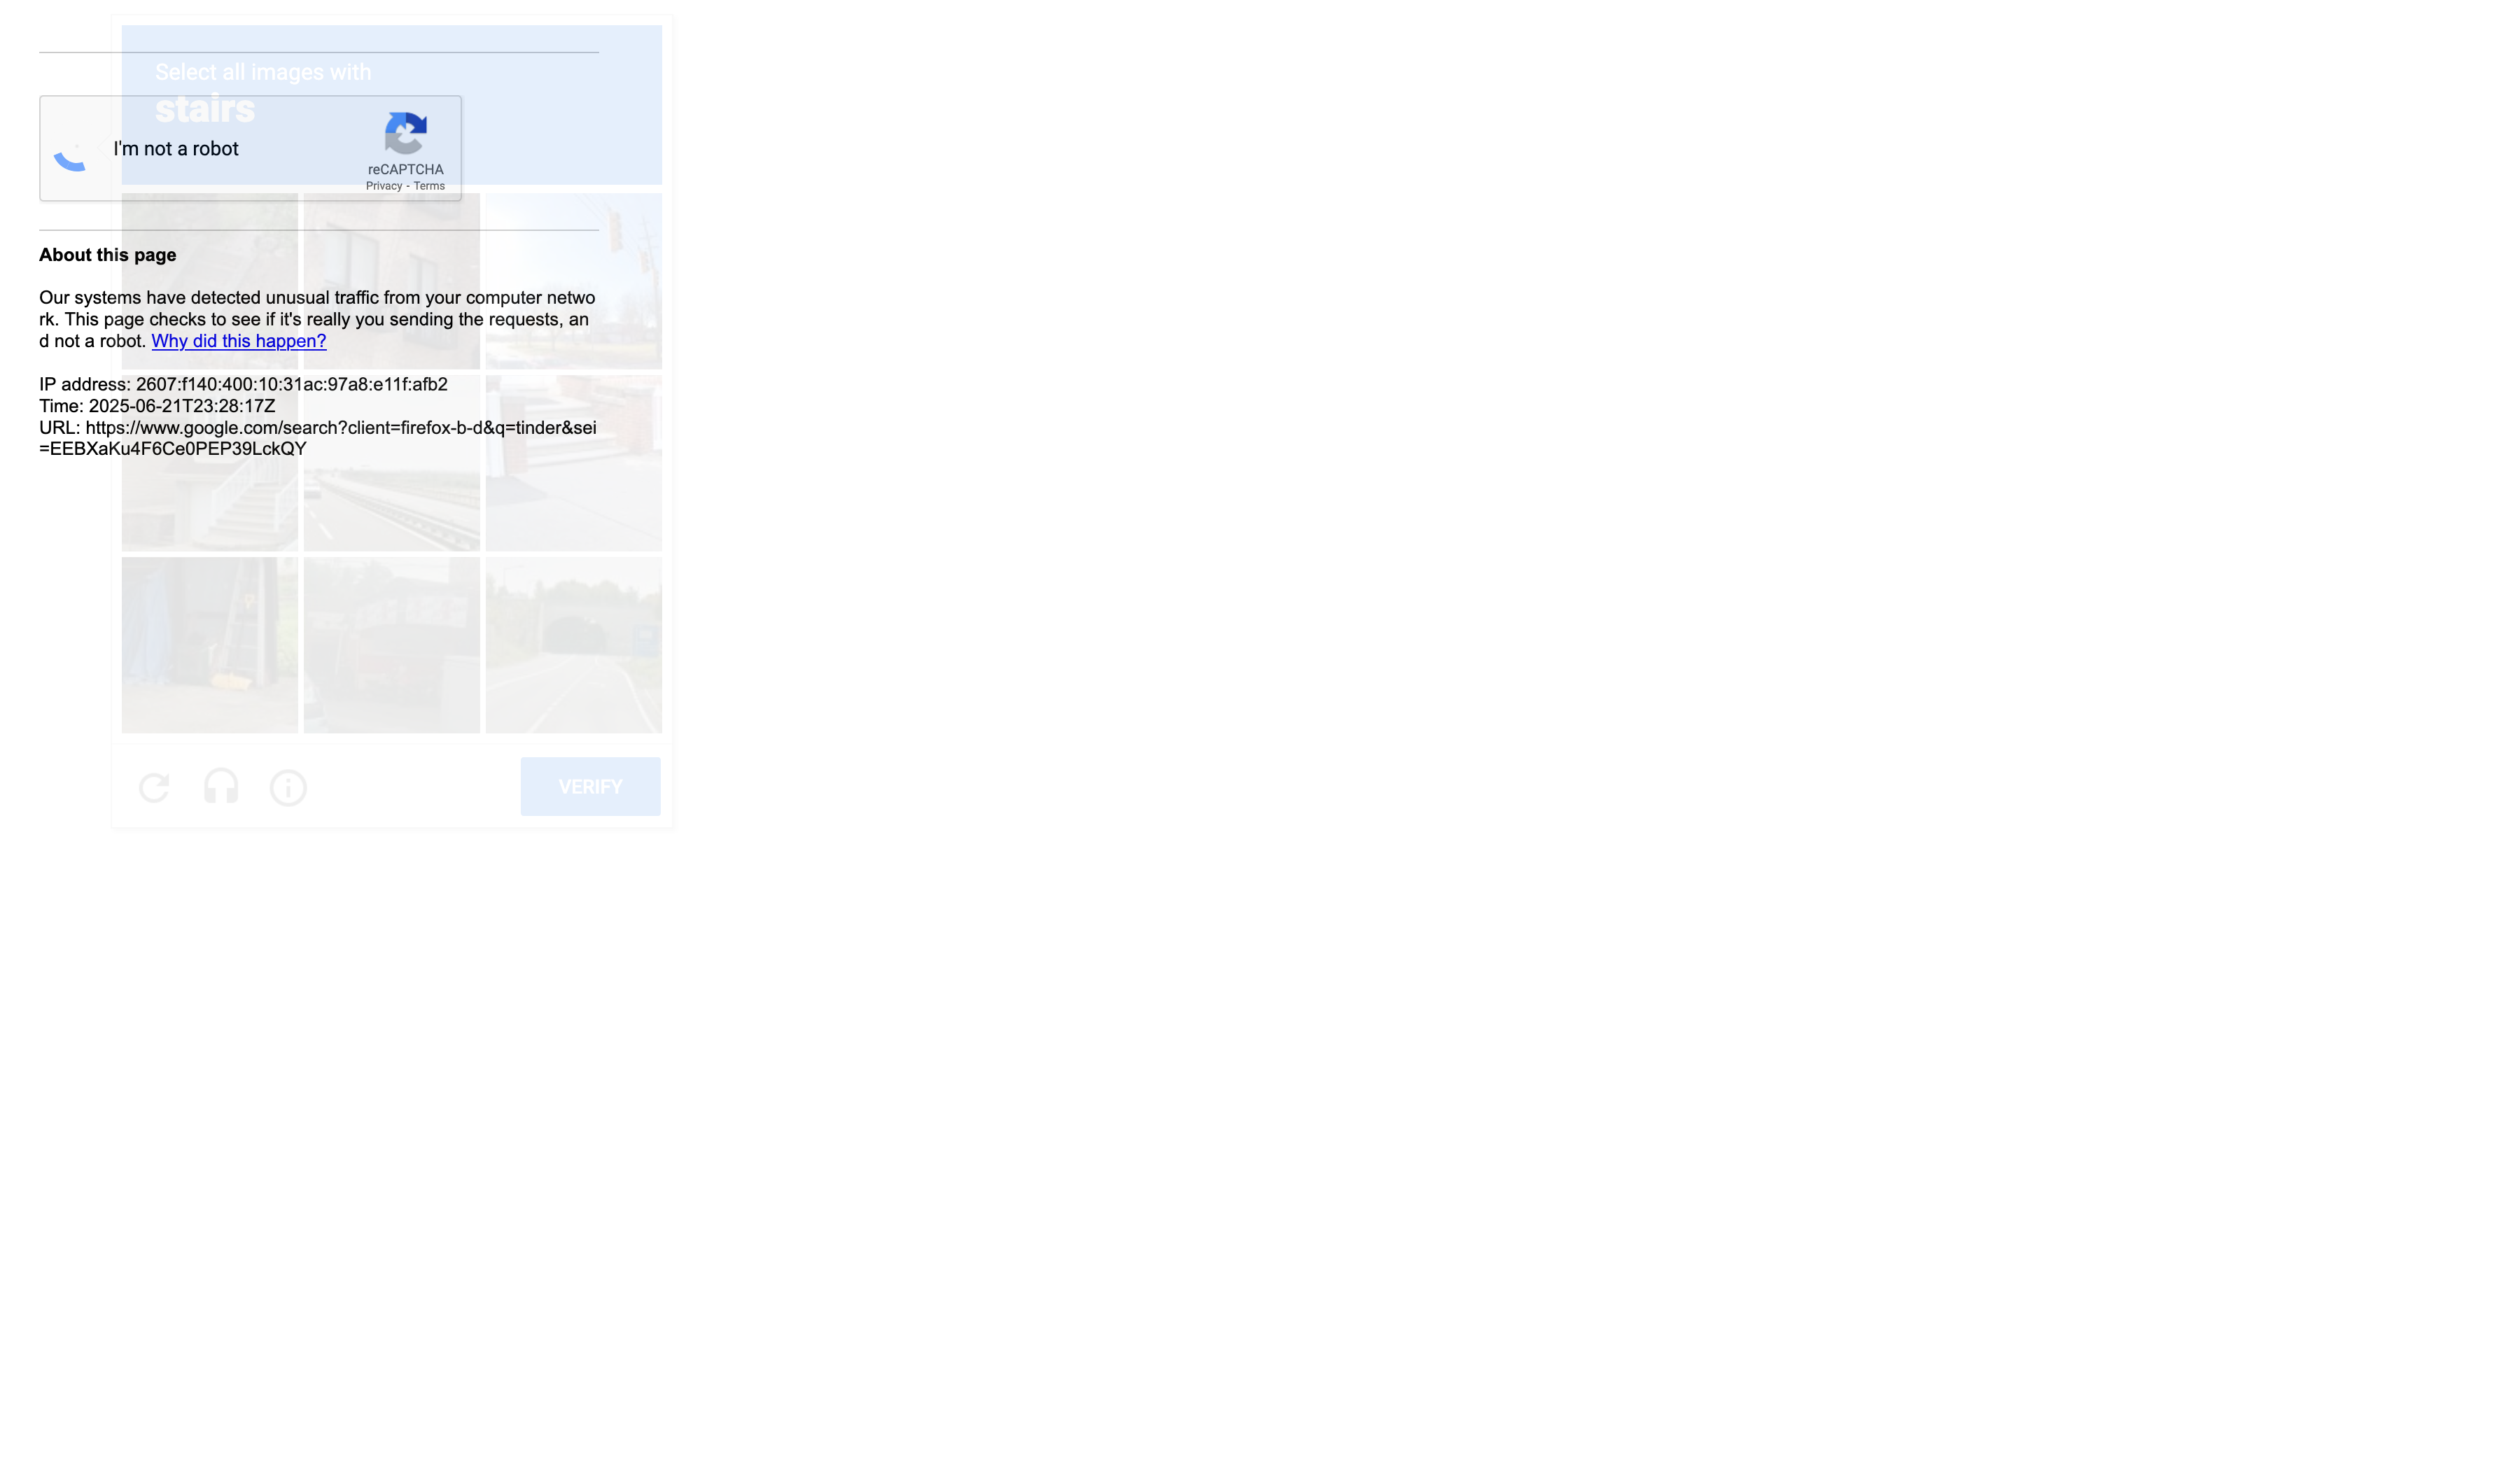 Select all images with
stairs
I'm not a robot
reCAPTCHA
Privacy - Terms
About this page
Our systems have detected unusual traffic from your computer netwo
rk. This page checks to see if it's really you sending the requests, an
d not a robot. Why did this happen?
IP address: 2607:f140:400:10:31ac:97a8:e11f:afb2
Time: 2025-06-21T23:28:17Z
URL: https://www.google.com/search?client=firefox-b-d&q=tinder&sei
=EEBXaKu4F6Ce0PEP39LckQY
VERIFY